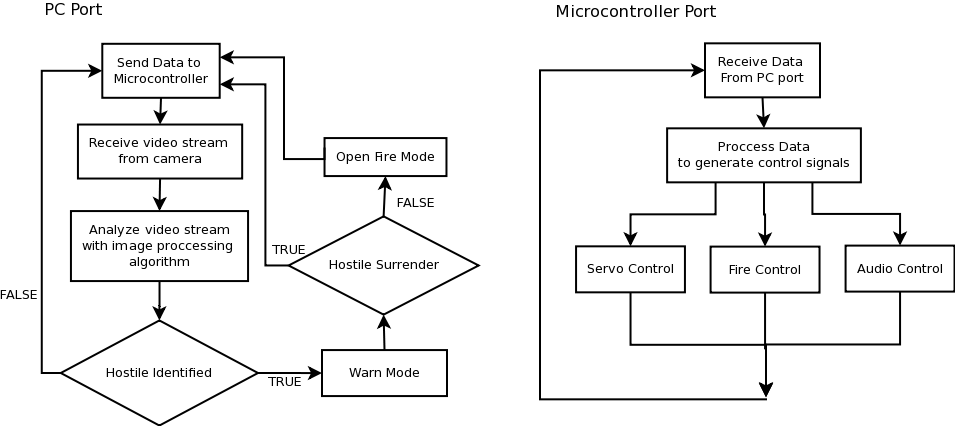 PC Port
Send Data to
Microcontroller
Receive video stream
from camera
Analyze video stream
with image proccessing
algorithm
FALSE
Hostile Identified
TRUE
Warn Mode
Hostile Surrender
TRUE
FALSE
Open Fire Mode
Microcontroller Port
Receive Data
From PC port
Proccess Data
to generate control signals
Servo Control
Fire Control
Audio Control